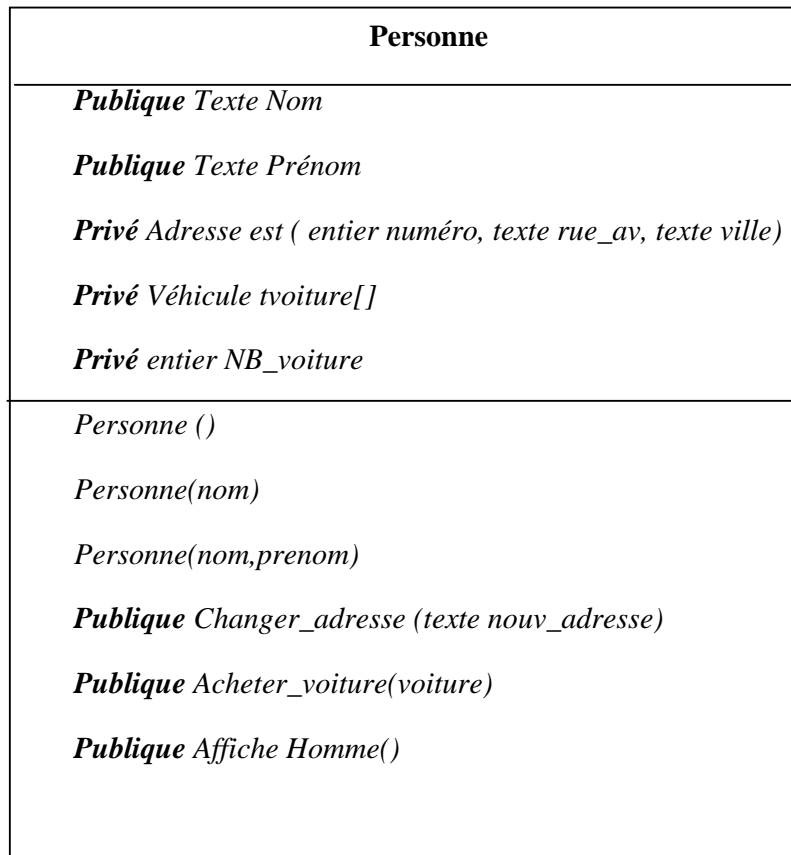 Personne
Publique Texte Nom
Publique Texte Prénom
Privé Adresse est ( entier numéro, texte rue_av, texte ville)
Privé Véhicule tvoiture[]
Privé entier NB_voiture
Personne ()
Personne(nom)
Personne(nom,prenom)
Publique Changer_adresse (texte nouv_adresse)
Publique Acheter_voiture(voiture)
Publique Affiche Homme()